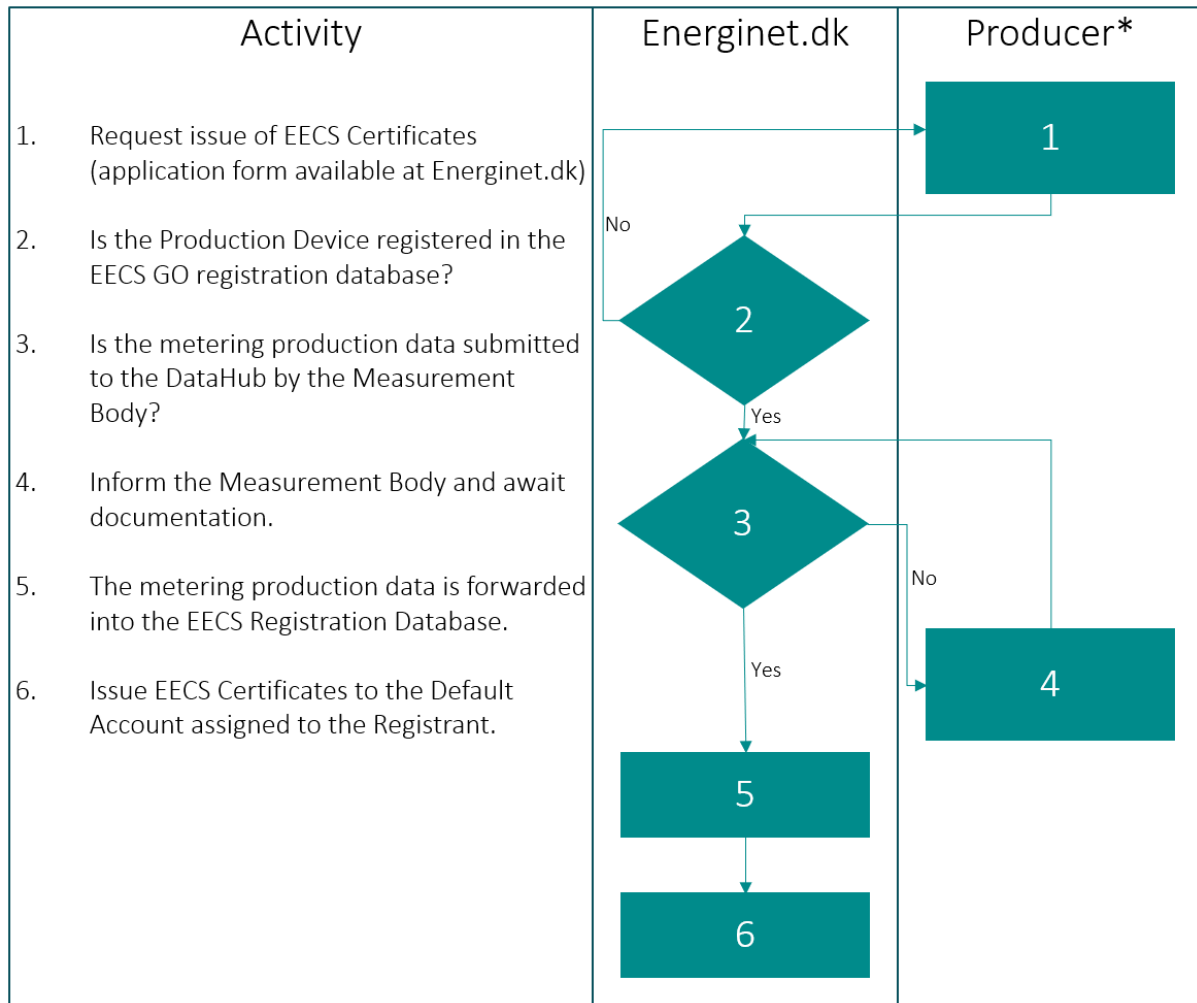 Activity
Energinet.dk
Producer*
1. Request issue of EECS Certificates
(application form available at Energinet.dk)
2. Is the Production Device registered in the
EECS GO registration database?
3. Is the metering production data submitted
to the DataHub by the Measurement
Body?
4. Inform the Measurement Body and await
documentation.
5. The metering production data is forwarded
into the EECS Registration Database.
6. Issue EECS Certificates to the Default
Account assigned to the Registrant.
1
No
2
Yes
3
No
Yes
4
5
6